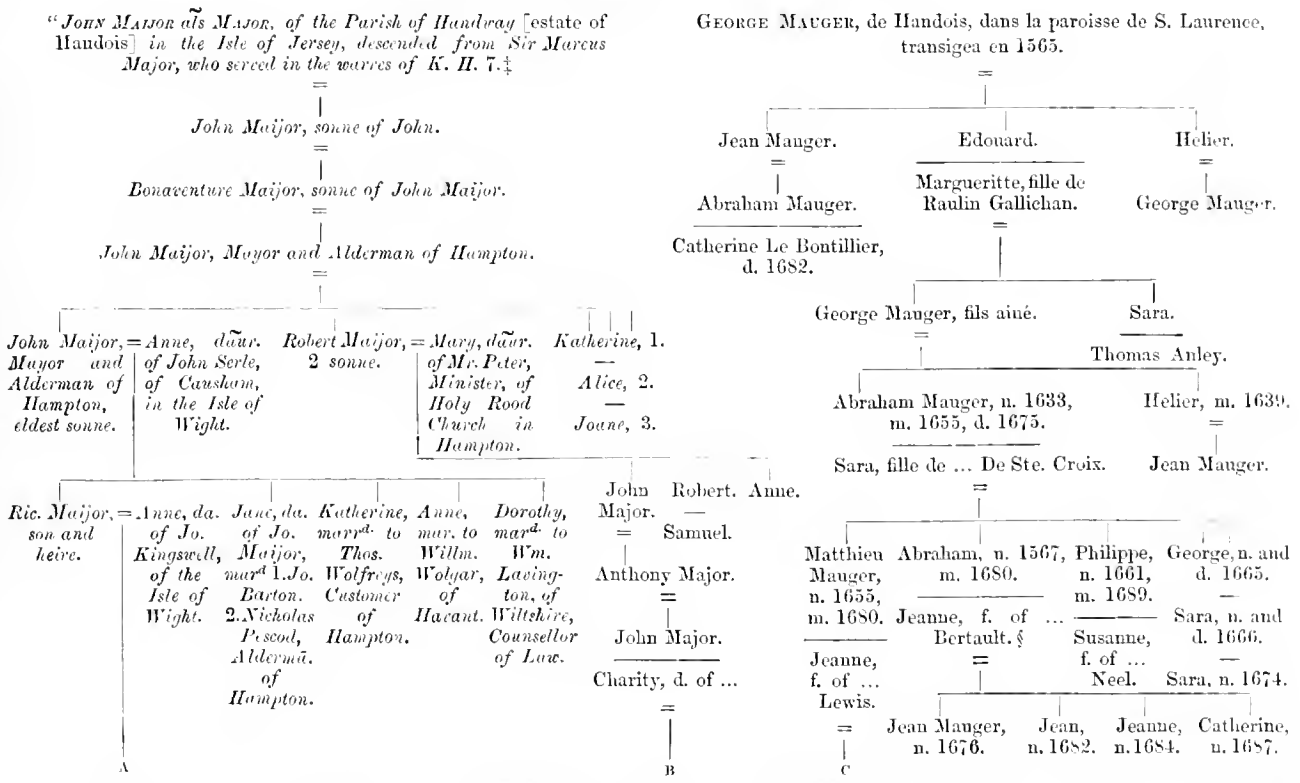 "JOHN MAIJOR als MAJOR, of the Parish of Handway [estate of
Handois] in the Isle of Jersey, descended from Sir Marcus
Major, who served in the warres of K. H. 7.‡
=
John Maijor, sonne of John.
=
Bonaventure Maijor, sonne of John Maijor.
=
John Maijor, Mayor and Alderman of Hampton.
=
John Maijor,
Mayor and
Alderman of
Hampton,
eldest sonne.
=
Anne, daur.
of John Serle,
of Causham,
in the Isle of
Wight.
Robert Maijor,
2 sonne.
=
Mary, daur.
of Mr. Peter,
Minister, of
Holy Rood
Church in
Hampton.
Katherine, 1.
—
Alice, 2.
—
Joane, 3.
Ric. Maijor,
son and
heire.
=
Anne, da.
of Jo.
Kingswell,
of the
Isle of
Wight.
A
Jane, da.
of Jo.
Maijor,
mard 1. Jo.
Barton.
2. Nicholas
Pescod,
Aldermā.
of
Hampton.
Katherine,
marrd. to
Thos.
Wolfreys,
Customer
of
Hampton.
Anne,
mar. to
Willm.
Wolgar,
of
Havant.
Dorothy,
mard. to
Wm.
Laving-
ton, of
Wiltshire,
Counsellor
of Law.
John
Major.
=
Anthony Major.
=
John Major.
Charity, d. of ...
=
B
Robert.
—
Samuel.
Anne.
GEORGE MAUGER, de Handois, dans la paroisse de S. Laurence,
transigea en 1565.
=
Jean Mauger.
=
Abraham Mauger.
Catherine Le Bontillier,
d. 1682.
Edouard.
Margueritte, fille de
Raulin Gallichan.
=
Helier.
=
George Mauger.
George Mauger, fils ainé.
=
Sara.
Thomas Anley.
Abraham Mauger, n. 1633,
m. 1655, d. 1675.
Sara, fille de ... De Ste. Croix.
=
Helier, m. 1639.
=
Jean Mauger.
Matthieu
Mauger,
n. 1655,
m. 1680.
Jeanne,
f. of ...
Lewis.
=
C
Abraham, n. 1567,
m. 1680.
Jeanne, f. of ...
Bertault. §
=
Philippe,
n. 1661,
m. 1689.
Susanne,
f. of ...
Neel.
George, n. and
d. 1665.
—
Sara, n. and
d. 1666.
—
Sara, n. 1674.
Jean Mauger,
n. 1676.
Jean,
n. 1682.
Jeanne,
n. 1684.
Catherine,
n. 1687.